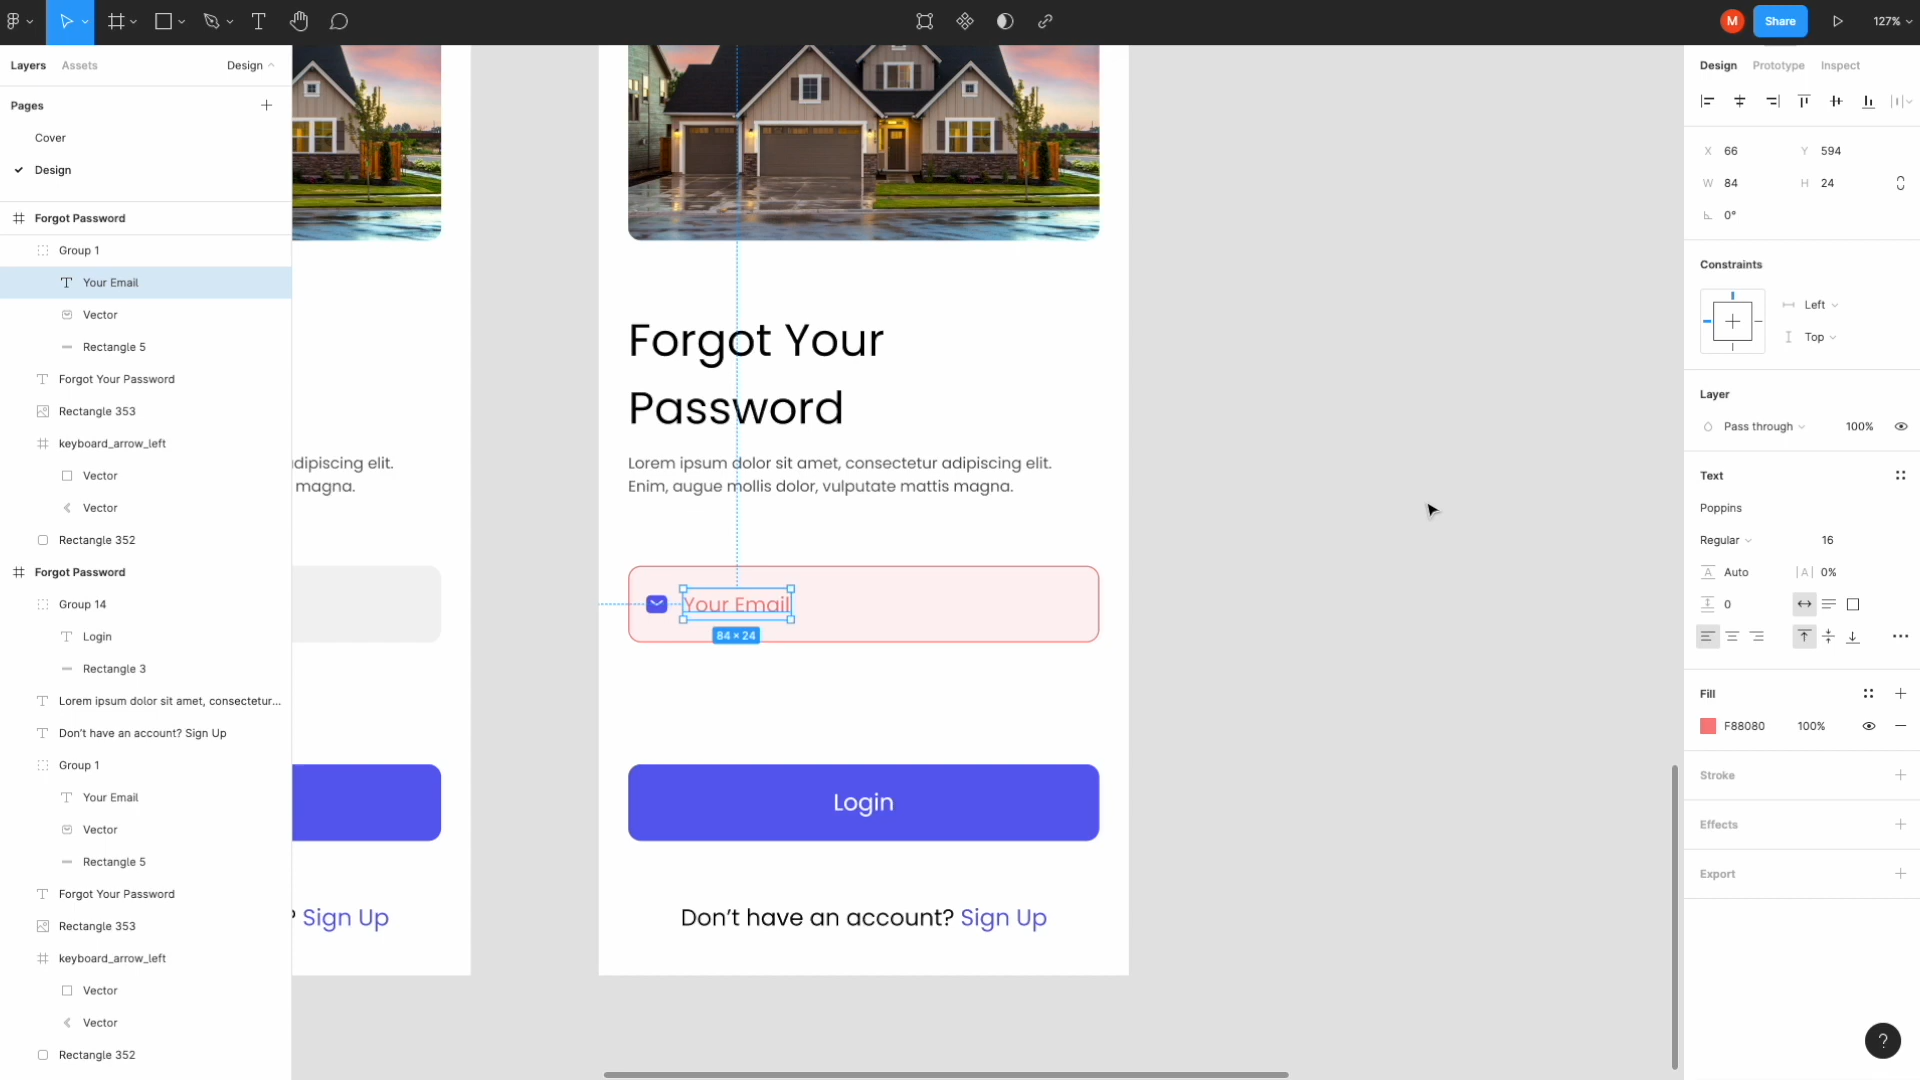 M
Share
127%
Layers
Assets
Design
Pages
Cover
Design
Forgot Password
Group 1
Your Email
Vector
Rectangle 5
Forgot Your Password
Rectangle 353
keyboard_arrow_left
Vector
Vector
Rectangle 352
Forgot Password
Group 14
Login
Rectangle 3
Lorem ipsum dolor sit amet, consectetur...
Don't have an account? Sign Up
Group 1
Your Email
Vector
Rectangle 5
Forgot Your Password
Rectangle 353
keyboard_arrow_left
Vector
Vector
Rectangle 352
dipiscing elit.
magna.
? Sign Up
Forgot Your
Password
Lorem ipsum dolor sit amet, consectetur adipiscing elit.
Enim, augue mollis dolor, vulputate mattis magna.
Your Email
84 × 24
Login
Don't have an account? Sign Up
Design
Prototype
Inspect
X 66
Y 594
W 84
H 24
0°
Constraints
Left
Top
Layer
Pass through
100%
Text
Poppins
Regular
16
A Auto
|A| 0%
0
Fill
F88080
100%
Stroke
Effects
Export
?